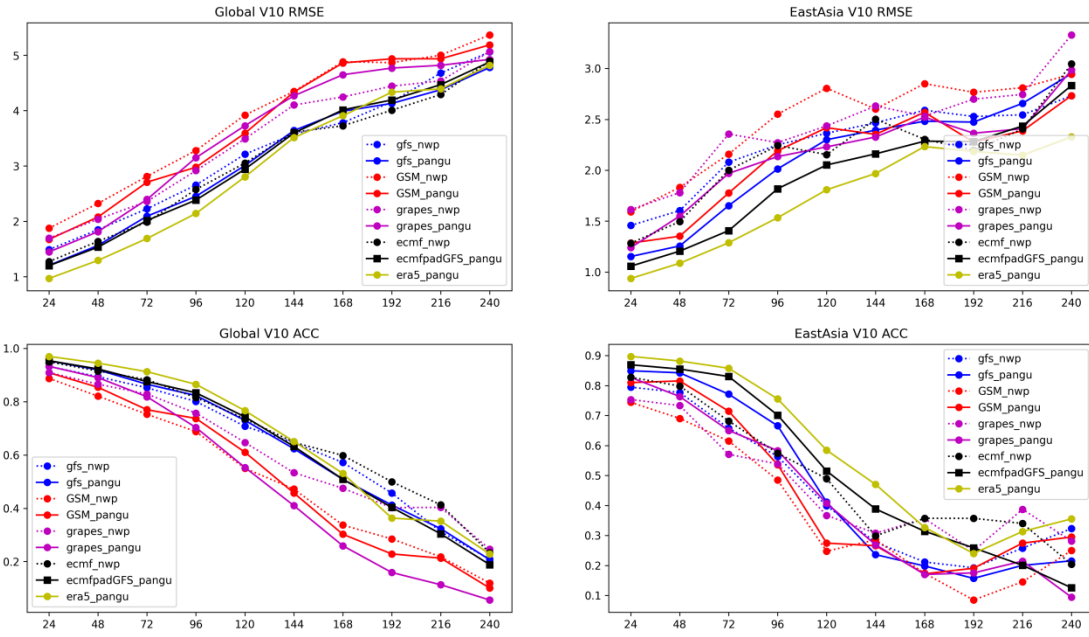 Global V10 RMSE
5
4
3
2
1
24 48 72 96 120 144 168 192 216 240
gfs_nwp
gfs_pangu
GSM_nwp
GSM_pangu
grapes_nwp
grapes_pangu
ecmf_nwp
ecmfpadGFS_pangu
era5_pangu
EastAsia V10 RMSE
3.0
2.5
2.0
1.5
1.0
24 48 72 96 120 144 168 192 216 240
gfs_nwp
gfs_pangu
GSM_nwp
GSM_pangu
grapes_nwp
grapes_pangu
ecmf_nwp
ecmfpadGFS_pangu
era5_pangu
Global V10 ACC
1.0
0.8
0.6
0.4
0.2
24 48 72 96 120 144 168 192 216 240
gfs_nwp
gfs_pangu
GSM_nwp
GSM_pangu
grapes_nwp
grapes_pangu
ecmf_nwp
ecmfpadGFS_pangu
era5_pangu
EastAsia V10 ACC
0.9
0.8
0.7
0.6
0.5
0.4
0.3
0.2
0.1
24 48 72 96 120 144 168 192 216 240
gfs_nwp
gfs_pangu
GSM_nwp
GSM_pangu
grapes_nwp
grapes_pangu
ecmf_nwp
ecmfpadGFS_pangu
era5_pangu